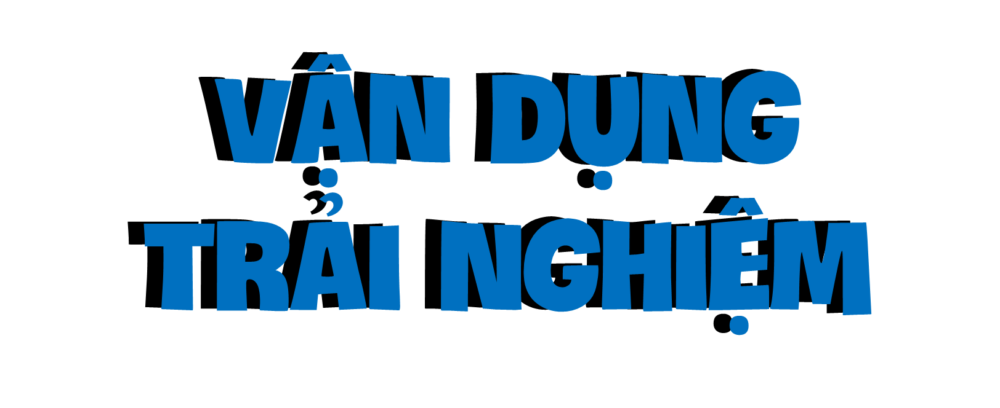 VẬN DỤNG
TRẢI NGHIỆM